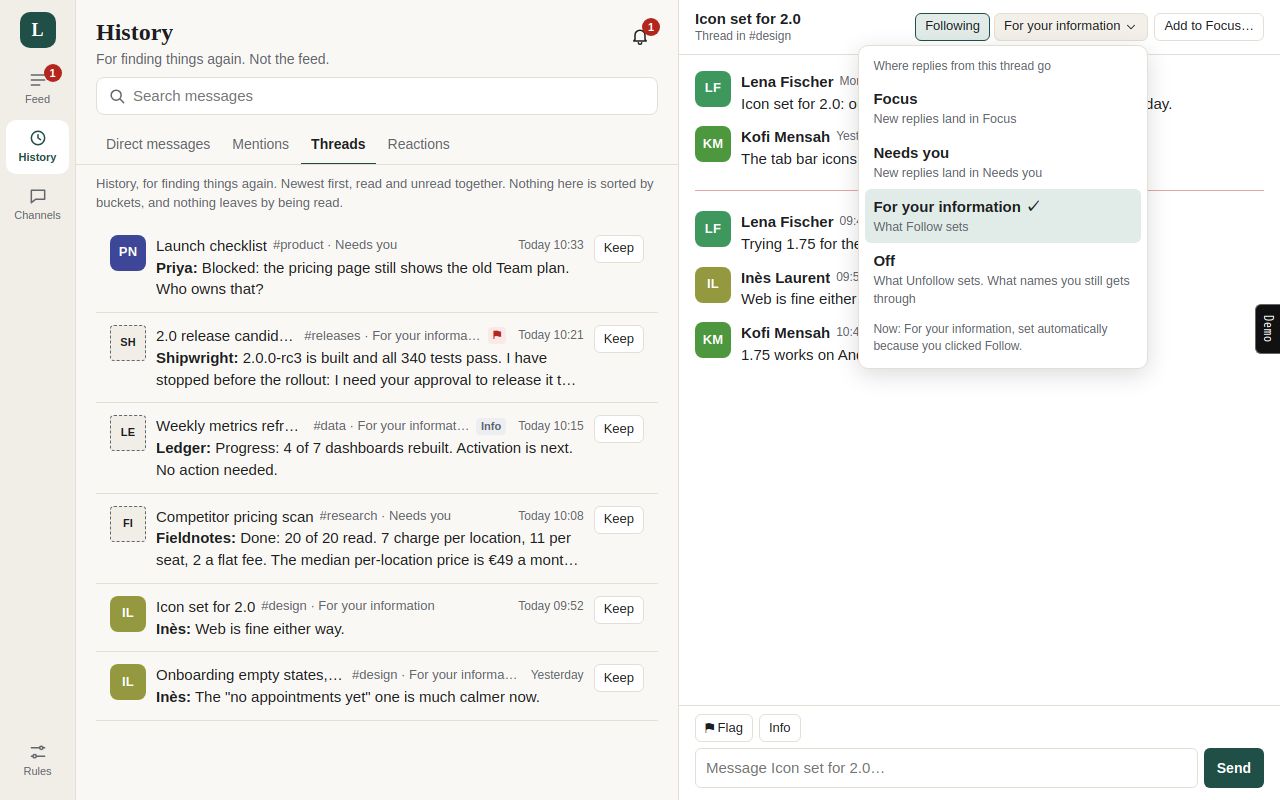 L
1
Feed
History
Channels
Rules
History
1
For finding things again. Not the feed.
Search messages
Direct messages
Mentions
Threads
Reactions
History, for finding things again. Newest first, read and unread together. Nothing here is sorted by
buckets, and nothing leaves by being read.
PN
Launch checklist #product · Needs you
Today 10:33
Keep
Priya: Blocked: the pricing page still shows the old Team plan.
Who owns that?
SH
2.0 release candid… #releases · For your informa…
Today 10:21
Keep
Shipwright: 2.0.0-rc3 is built and all 340 tests pass. I have
stopped before the rollout: I need your approval to release it t…
LE
Weekly metrics refr… #data · For your informat… Info
Today 10:15
Keep
Ledger: Progress: 4 of 7 dashboards rebuilt. Activation is next.
No action needed.
FI
Competitor pricing scan #research · Needs you
Today 10:08
Keep
Fieldnotes: Done: 20 of 20 read. 7 charge per location, 11 per
seat, 2 a flat fee. The median per-location price is €49 a mont…
IL
Icon set for 2.0 #design · For your information
Today 09:52
Keep
Inès: Web is fine either way.
IL
Onboarding empty states,… #design · For your informa…
Yesterday
Keep
Inès: The "no appointments yet" one is much calmer now.
Icon set for 2.0
Thread in #design
Following
For your information
Add to Focus…
LF
Lena Fischer
Icon set for 2.0:
day.
KM
Kofi Mensah
The tab bar icons
LF
Lena Fischer
Trying 1.75 for the
IL
Inès Laurent
Web is fine either
KM
Kofi Mensah
1.75 works on
Where replies from this thread go
Focus
New replies land in Focus
Needs you
New replies land in Needs you
For your information ✓
What Follow sets
Off
What Unfollow sets. What names you still gets
through
Now: For your information, set automatically
because you clicked Follow.
Demo
Flag
Info
Message Icon set for 2.0…
Send